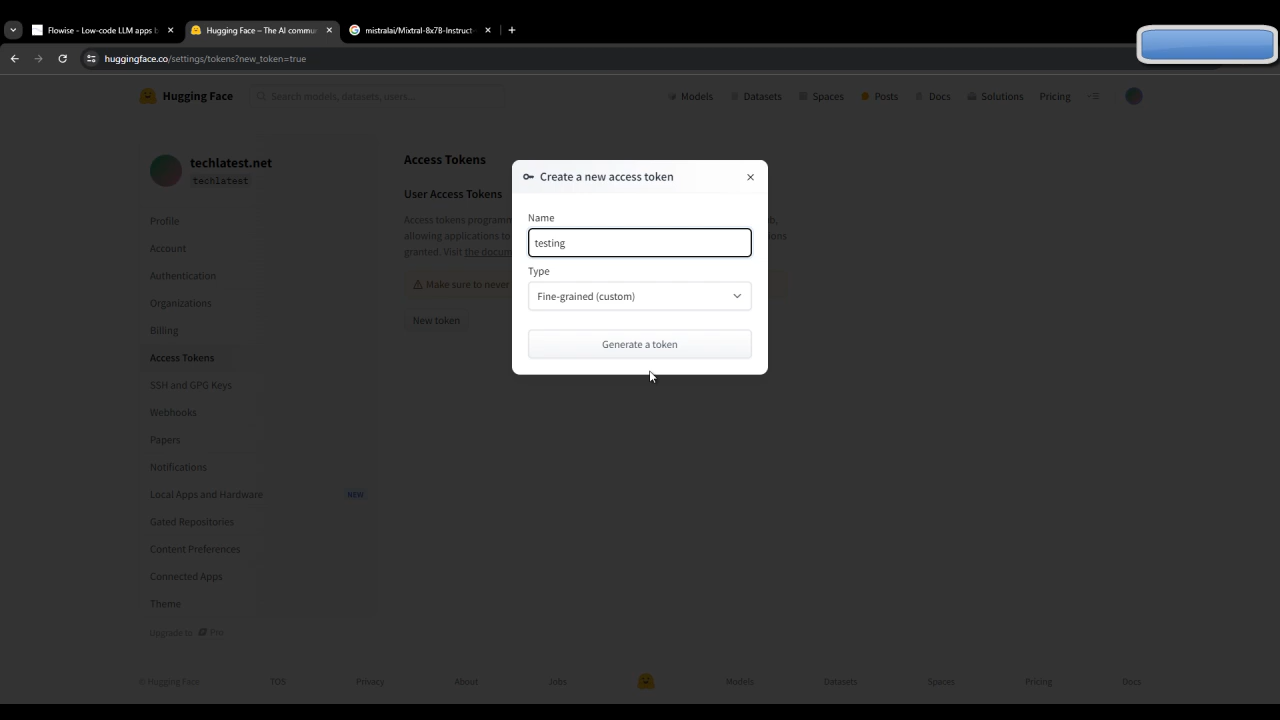 Flowise - Low-code LLM apps b
Hugging Face – The AI commu
mistralai/Mixtral-8x7B-Instruct
huggingface.co/settings/tokens?new_token=true
Hugging Face
Search models, datasets, users...
Models
Datasets
Spaces
Posts
Docs
Solutions
Pricing
techlatest.net
techlatest
Profile
Account
Authentication
Organizations
Billing
Access Tokens
SSH and GPG Keys
Webhooks
Papers
Notifications
Local Apps and Hardware NEW
Gated Repositories
Content Preferences
Connected Apps
Theme
Upgrade to Pro
Access Tokens
User Access Tokens
Access tokens programm
allowing applications to
granted. Visit the docum
Make sure to never
New token
Create a new access token
Name
testing
Type
Fine-grained (custom)
Generate a token
© Hugging Face
TOS
Privacy
About
Jobs
Models
Datasets
Spaces
Pricing
Docs